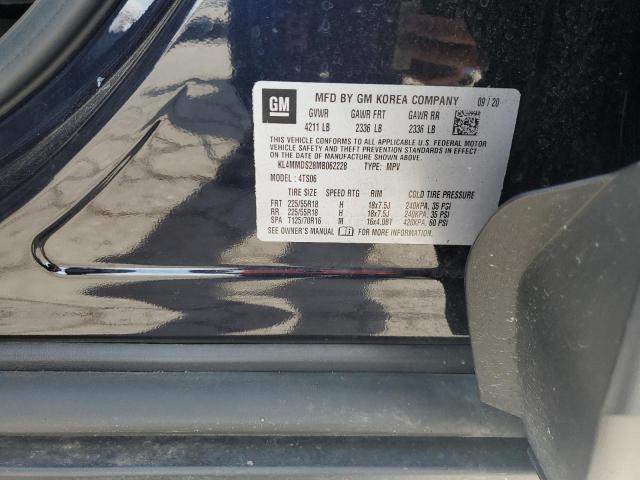 GM MFD BY GM KOREA COMPANY 09/20
GVWR GAWR FRT GAWR RR
4211 LB 2336 LB 2336 LB
THIS VEHICLE CONFORMS TO ALL APPLICABLE U.S. FEDERAL MOTOR
VEHICLE SAFETY, BUMPER, AND THEFT PREVENTION STANDARDS IN EFFECT
ON THE DATE OF MANUFACTURE SHOWN ABOVE.
KL4MMDS28MB062228 TYPE: MPV
MODEL: 4TS06
TIRE SIZE SPEED RTG RIM COLD TIRE PRESSURE
FRT 225/55R18 H 18x7.5J 240KPA, 35 PSI
RR 225/55R18 H 18x7.5J 240KPA, 35 PSI
SPA T125/70R16 M 16x4.0BT 420KPA, 60 PSI
SEE OWNER'S MANUAL FOR MORE INFORMATION